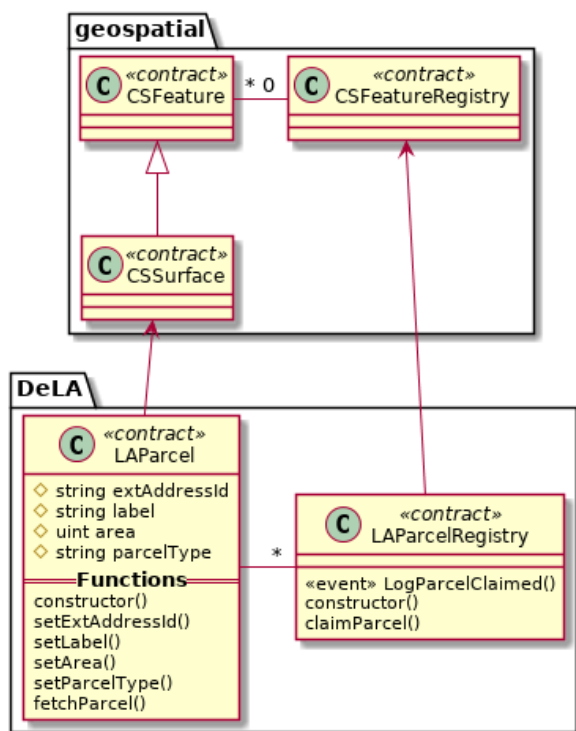 geospatial
C «contract»
CSFeature
* 0
C «contract»
CSFeatureRegistry
C «contract»
CSSurface
DeLA
C «contract»
LAParcel
string extAddressId
string label
uint area
string parcelType
Functions
constructor()
setExtAddressId()
setLabel()
setArea()
setParcelType()
fetchParcel()
*
C «contract»
LAParcelRegistry
«event» LogParcelClaimed()
constructor()
claimParcel()